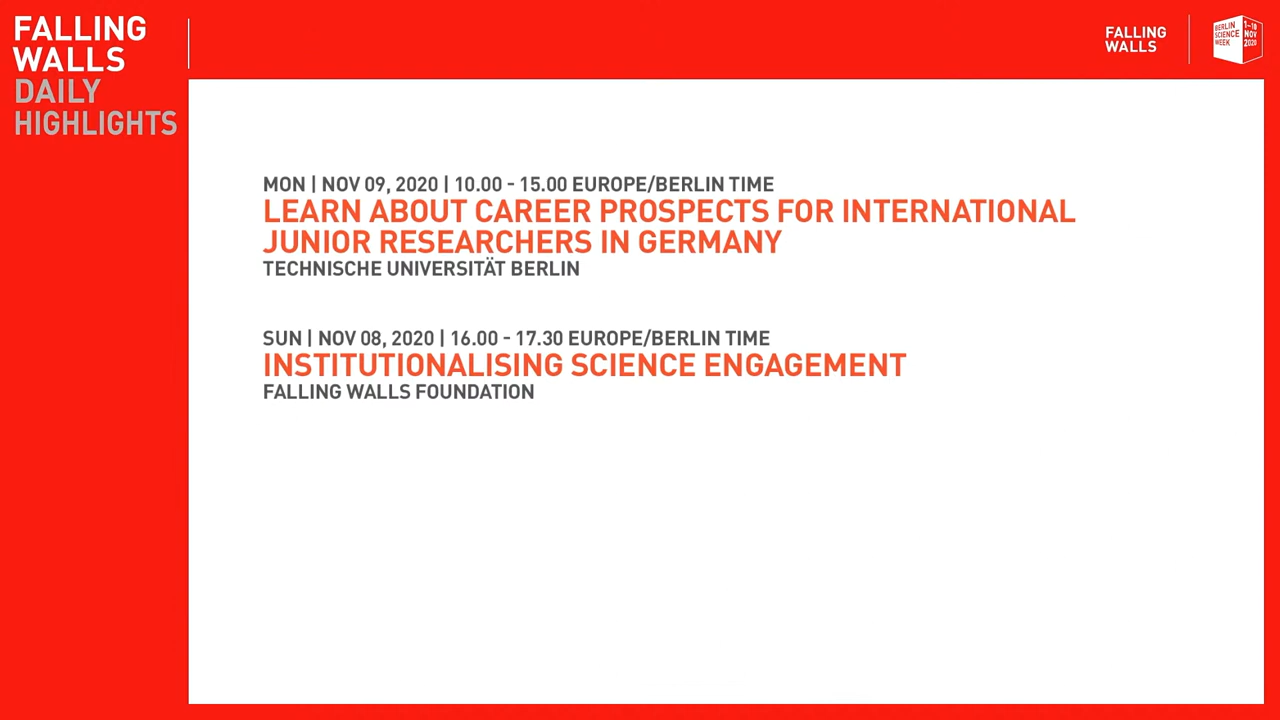 FALLING
WALLS
DAILY
HIGHLIGHTS
FALLING
WALLS
BERLIN
SCIENCE
WEEK
1–10
NOV
2020
MON | NOV 09, 2020 | 10.00 - 15.00 EUROPE/BERLIN TIME
LEARN ABOUT CAREER PROSPECTS FOR INTERNATIONAL
JUNIOR RESEARCHERS IN GERMANY
TECHNISCHE UNIVERSITÄT BERLIN
SUN | NOV 08, 2020 | 16.00 - 17.30 EUROPE/BERLIN TIME
INSTITUTIONALISING SCIENCE ENGAGEMENT
FALLING WALLS FOUNDATION